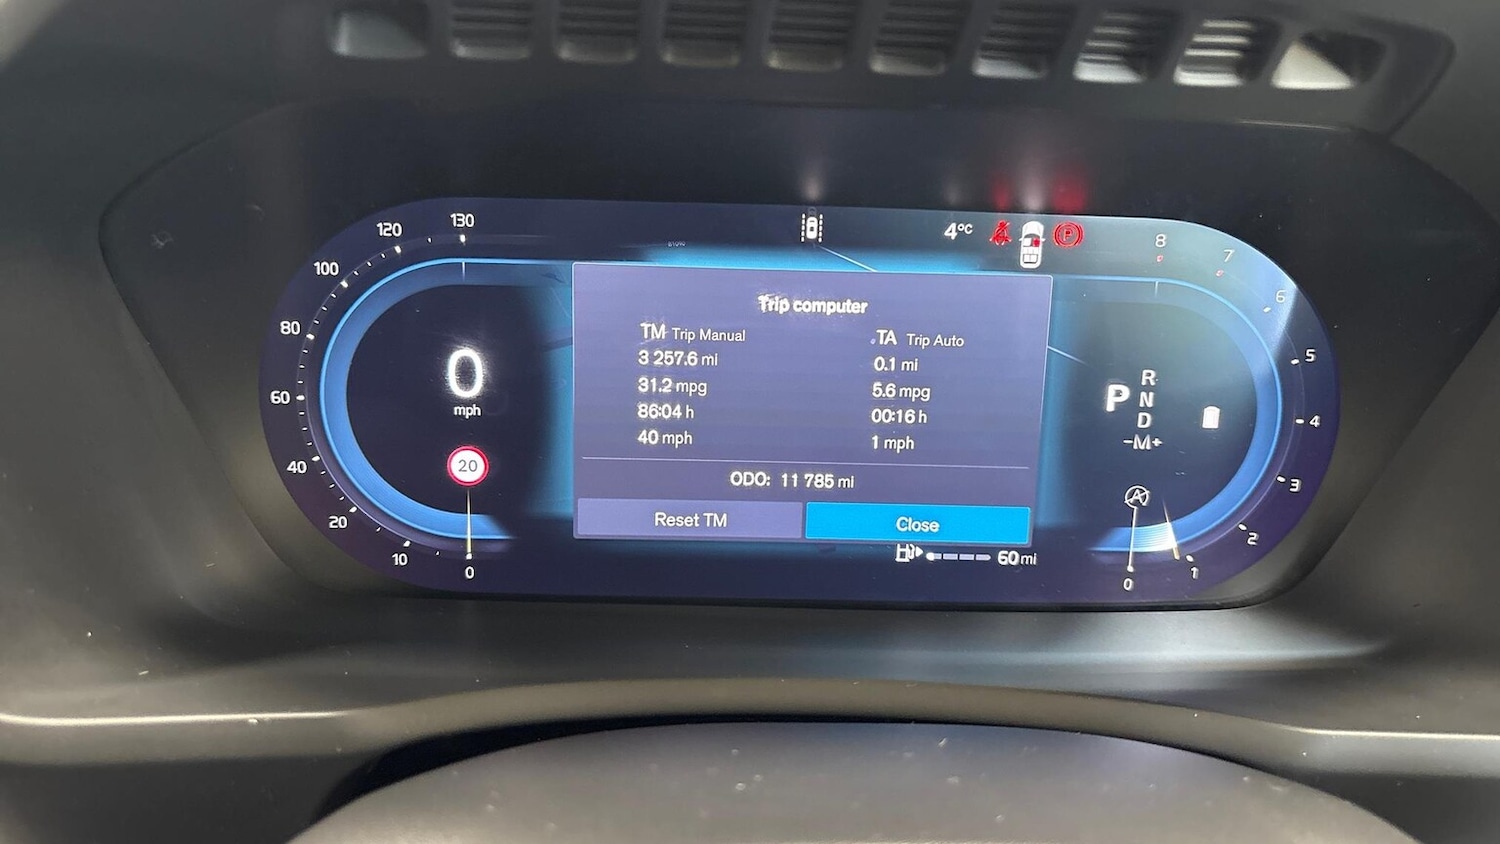 130
120
100
80
60
40
20
10
0
0
mph
20
4°C
Trip computer
TM Trip Manual
3 257.6 mi
31.2 mpg
86:04 h
40 mph
TA Trip Auto
0.1 mi
5.6 mpg
00:16 h
1 mph
ODO: 11 785 mi
Reset TM
Close
60 mi
P
R
N
D
-M+
A
8
7
6
5
4
3
2
1
0